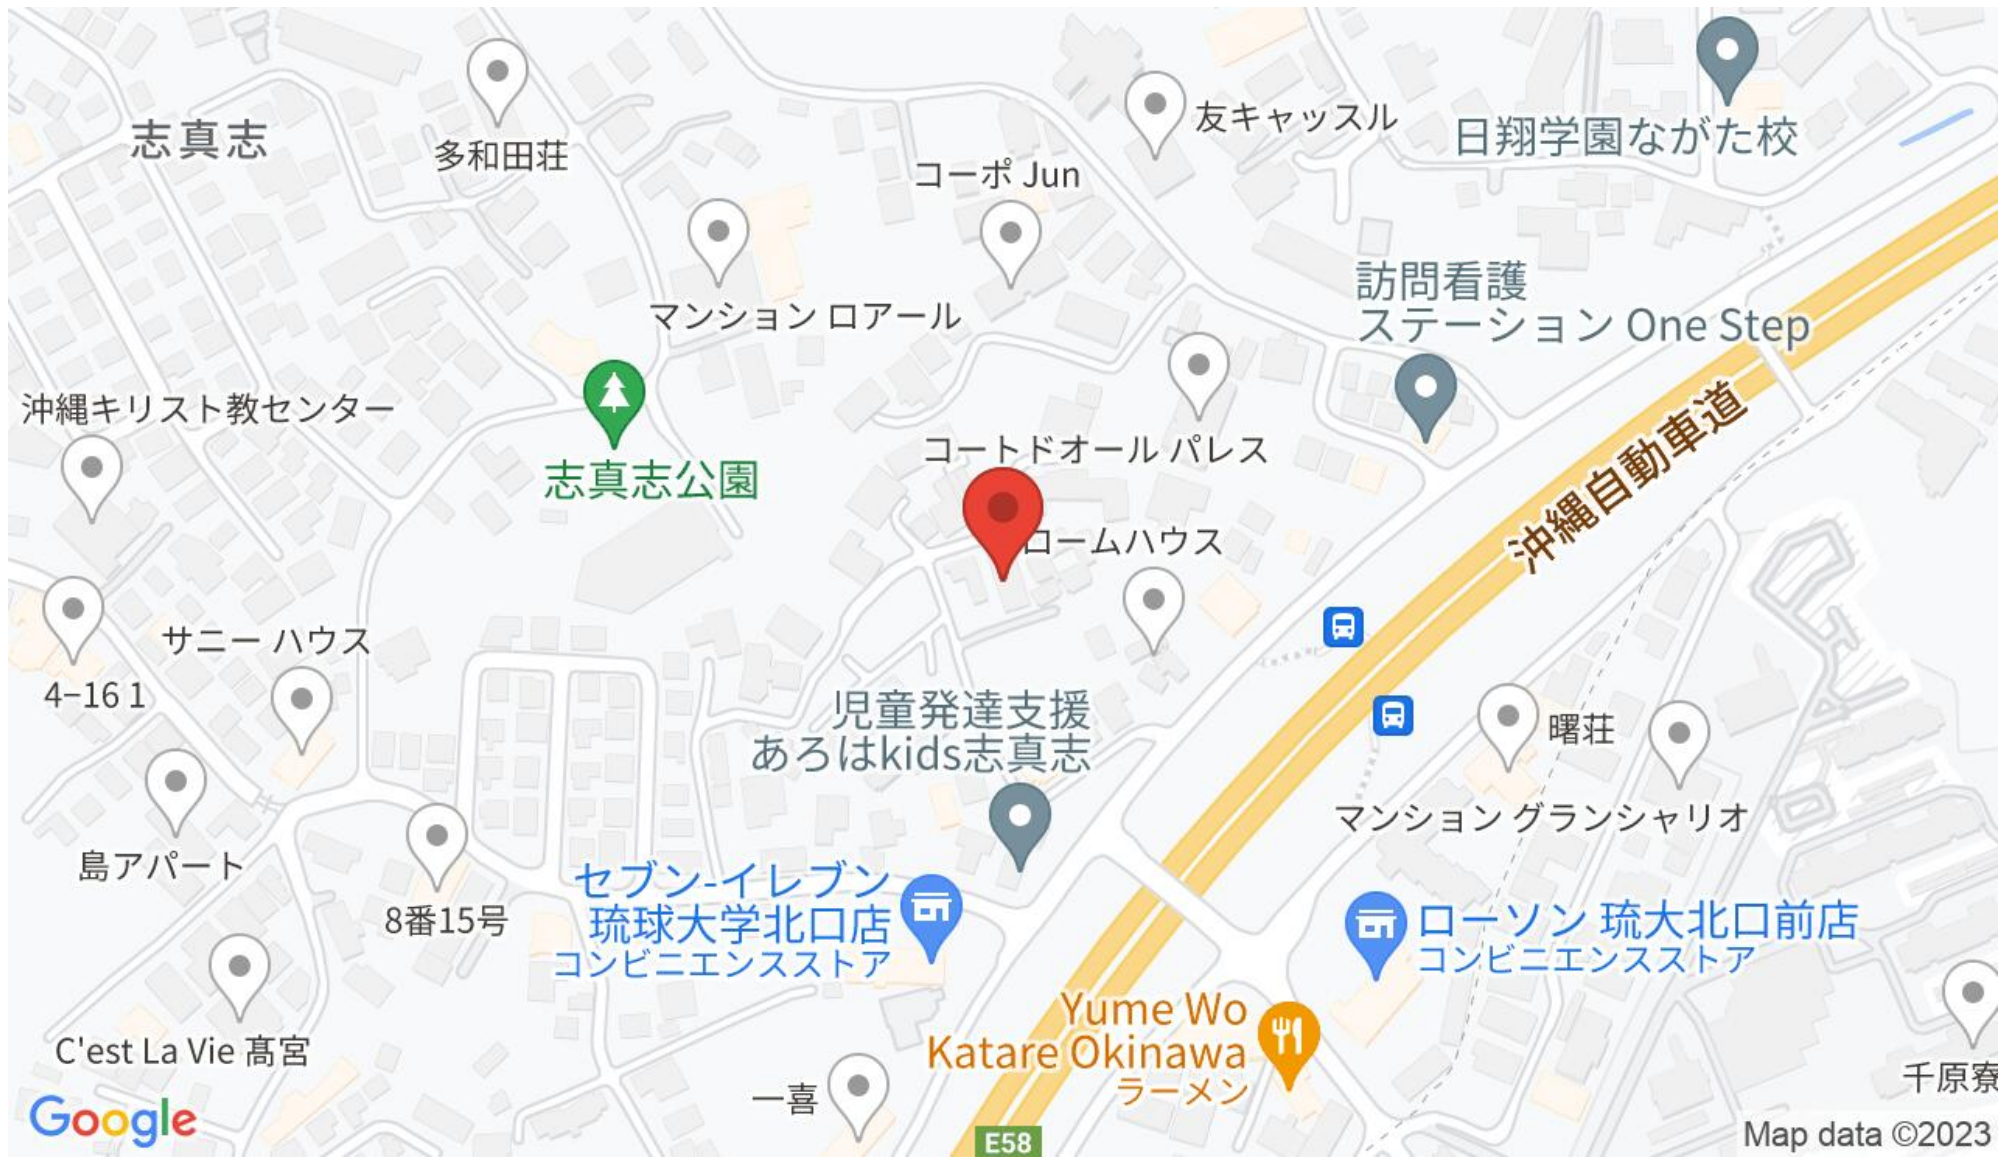 志真志
多和田荘
友キャッスル
日翔学園ながた校
コーポ Jun
マンション ロアール
訪問看護
ステーション One Step
沖縄キリスト教センター
志真志公園
コートドオール パレス
沖縄自動車道
ロームハウス
サニー ハウス
4−16 1
児童発達支援
あろはkids志真志
曙荘
マンション グランシャリオ
島アパート
8番15号
セブン-イレブン
琉球大学北口店
コンビニエンスストア
ローソン 琉大北口前店
コンビニエンスストア
C'est La Vie 髙宮
Yume Wo
Katare Okinawa
ラーメン
一喜
千原寮
Google
E58
Map data ©2023